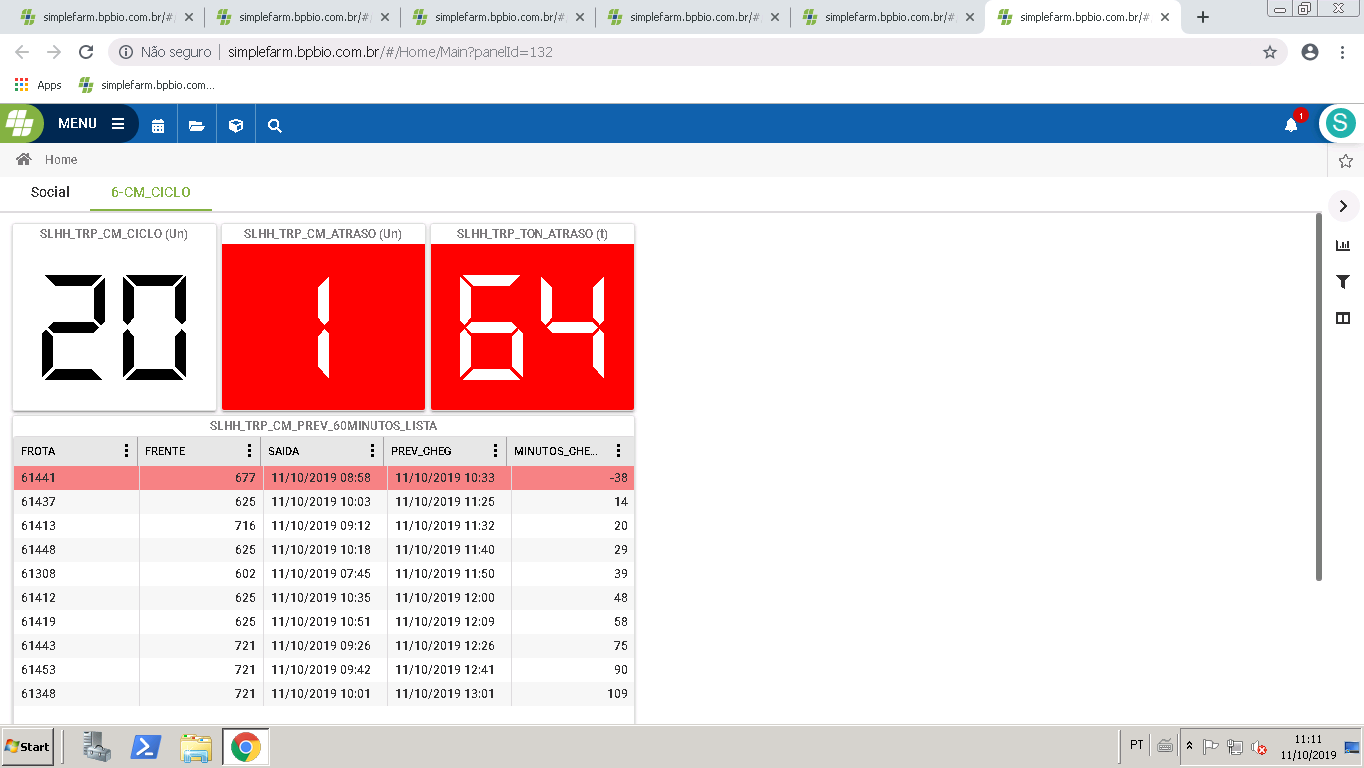 simplefarm.bpbio.com.br/# simplefarm.bpbio.com.br/# simplefarm.bpbio.com.br/# simplefarm.bpbio.com.br/# simplefarm.bpbio.com.br/# simplefarm.bpbio.com.br/#
Não seguro | simplefarm.bpbio.com.br/#/Home/Main?panelId=132
Apps simplefarm.bpbio.com...
MENU 1 S
Home
Social 6-CM_CICLO
SLHH_TRP_CM_CICLO (Un) SLHH_TRP_CM_ATRASO (Un) SLHH_TRP_TON_ATRASO (t)
20 1 64
SLHH_TRP_CM_PREV_60MINUTOS_LISTA
FROTA FRENTE SAIDA PREV_CHEG MINUTOS_CHE...
61441 677 11/10/2019 08:58 11/10/2019 10:33 -38
61437 625 11/10/2019 10:03 11/10/2019 11:25 14
61413 716 11/10/2019 09:12 11/10/2019 11:32 20
61448 625 11/10/2019 10:18 11/10/2019 11:40 29
61308 602 11/10/2019 07:45 11/10/2019 11:50 39
61412 625 11/10/2019 10:35 11/10/2019 12:00 48
61419 625 11/10/2019 10:51 11/10/2019 12:09 58
61443 721 11/10/2019 09:26 11/10/2019 12:26 75
61453 721 11/10/2019 09:42 11/10/2019 12:41 90
61348 721 11/10/2019 10:01 11/10/2019 13:01 109
Start PT 11:11
11/10/2019